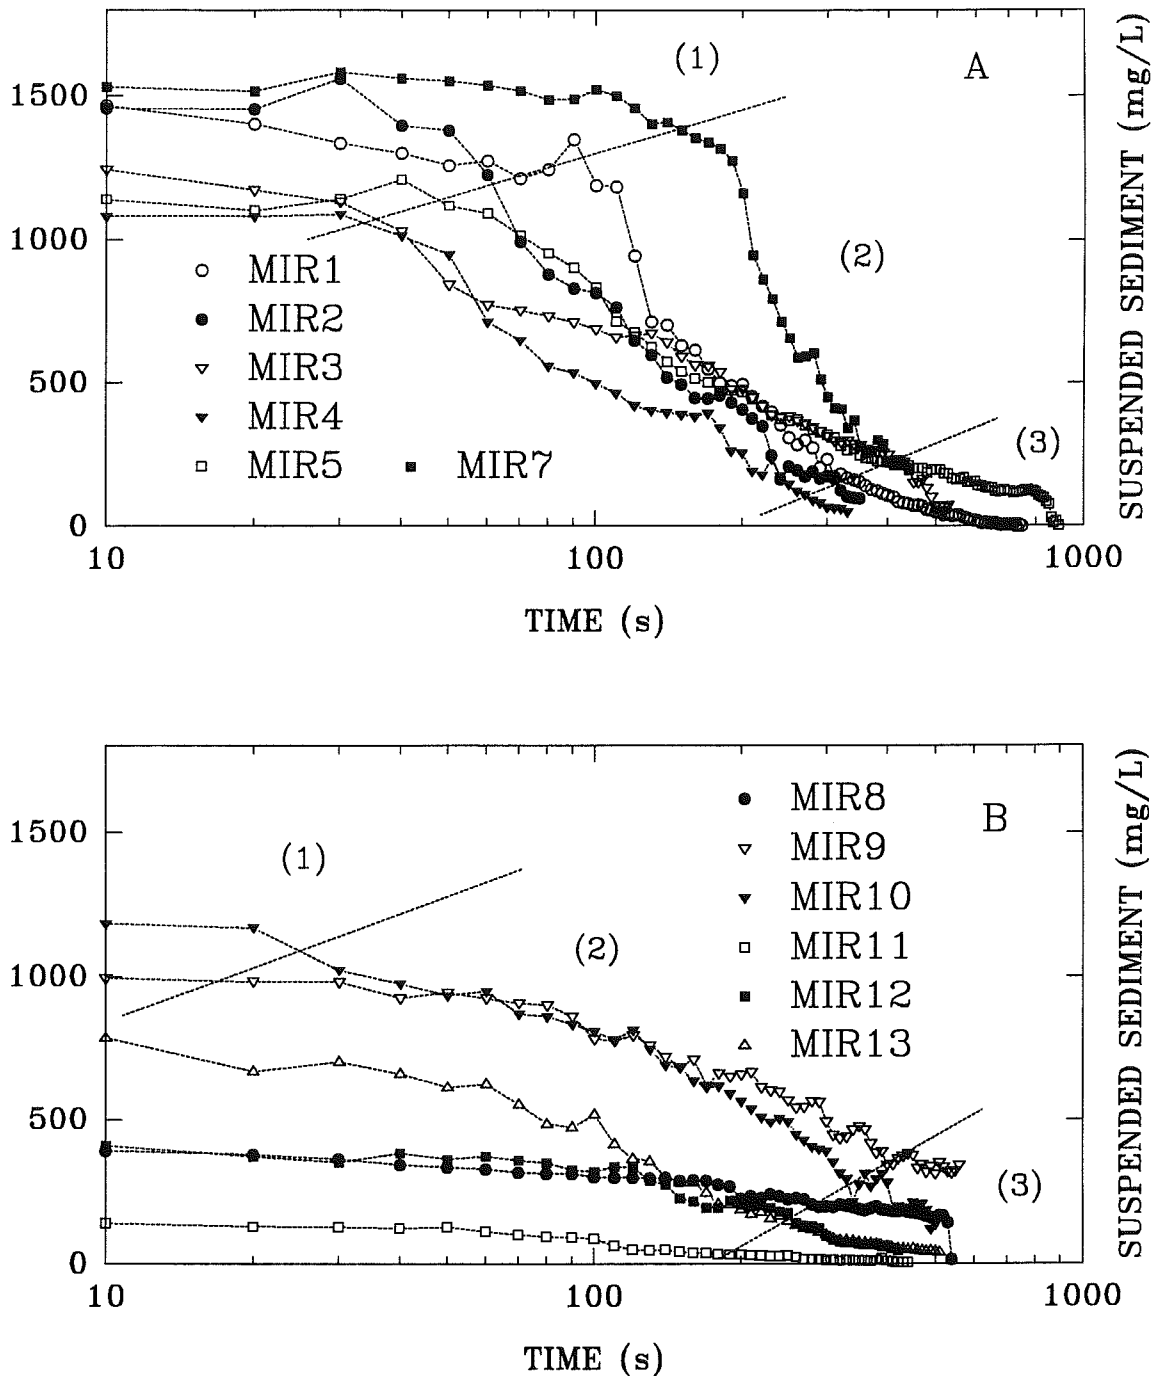 (1)
A
1500
1000
(2)
MIR1
MIR2
MIR3
500
MIR4
(3)
MIR5
MIR7
0
10
100
1000
TIME (s)
SUSPENDED SEDIMENT (mg/L)
MIR8
B
1500
MIR9
(1)
MIR10
(2)
1000
MIR11
MIR12
MIR13
500
(3)
0
10
100
1000
TIME (s)
SUSPENDED SEDIMENT (mg/L)